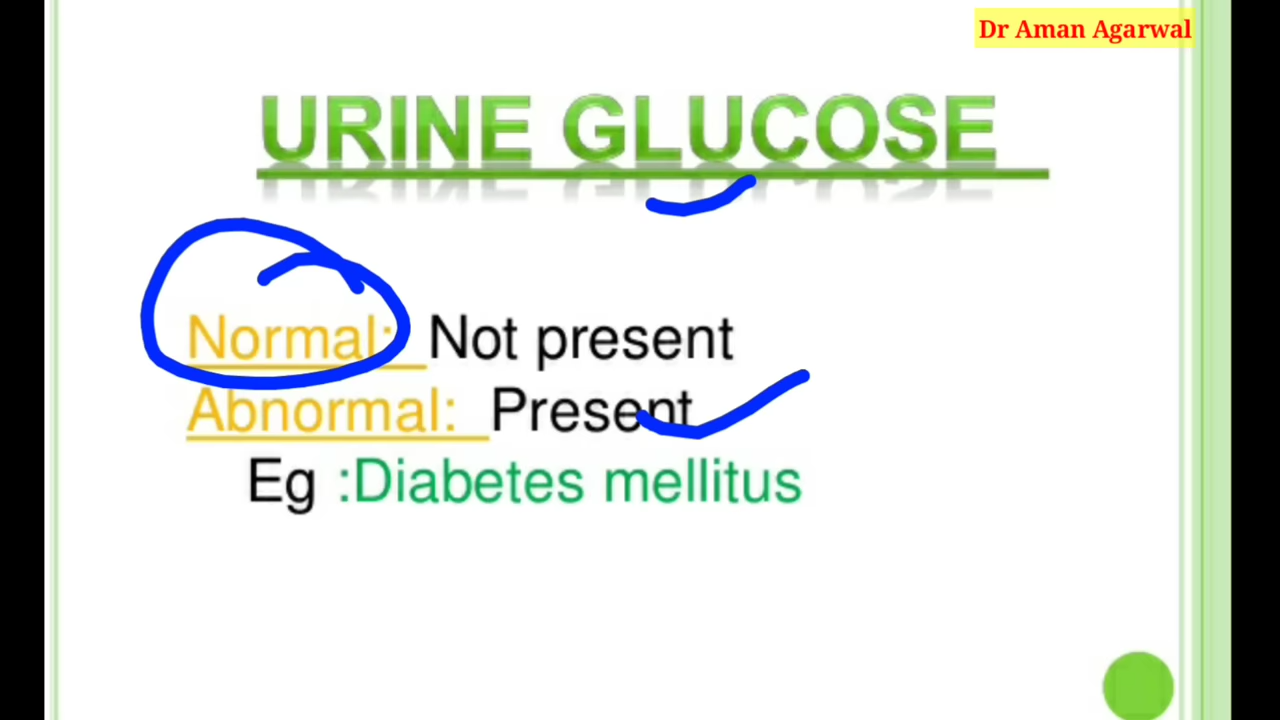 Dr Aman Agarwal
URINE GLUCOSE
Normal: Not present
Abnormal: Present
Eg :Diabetes mellitus